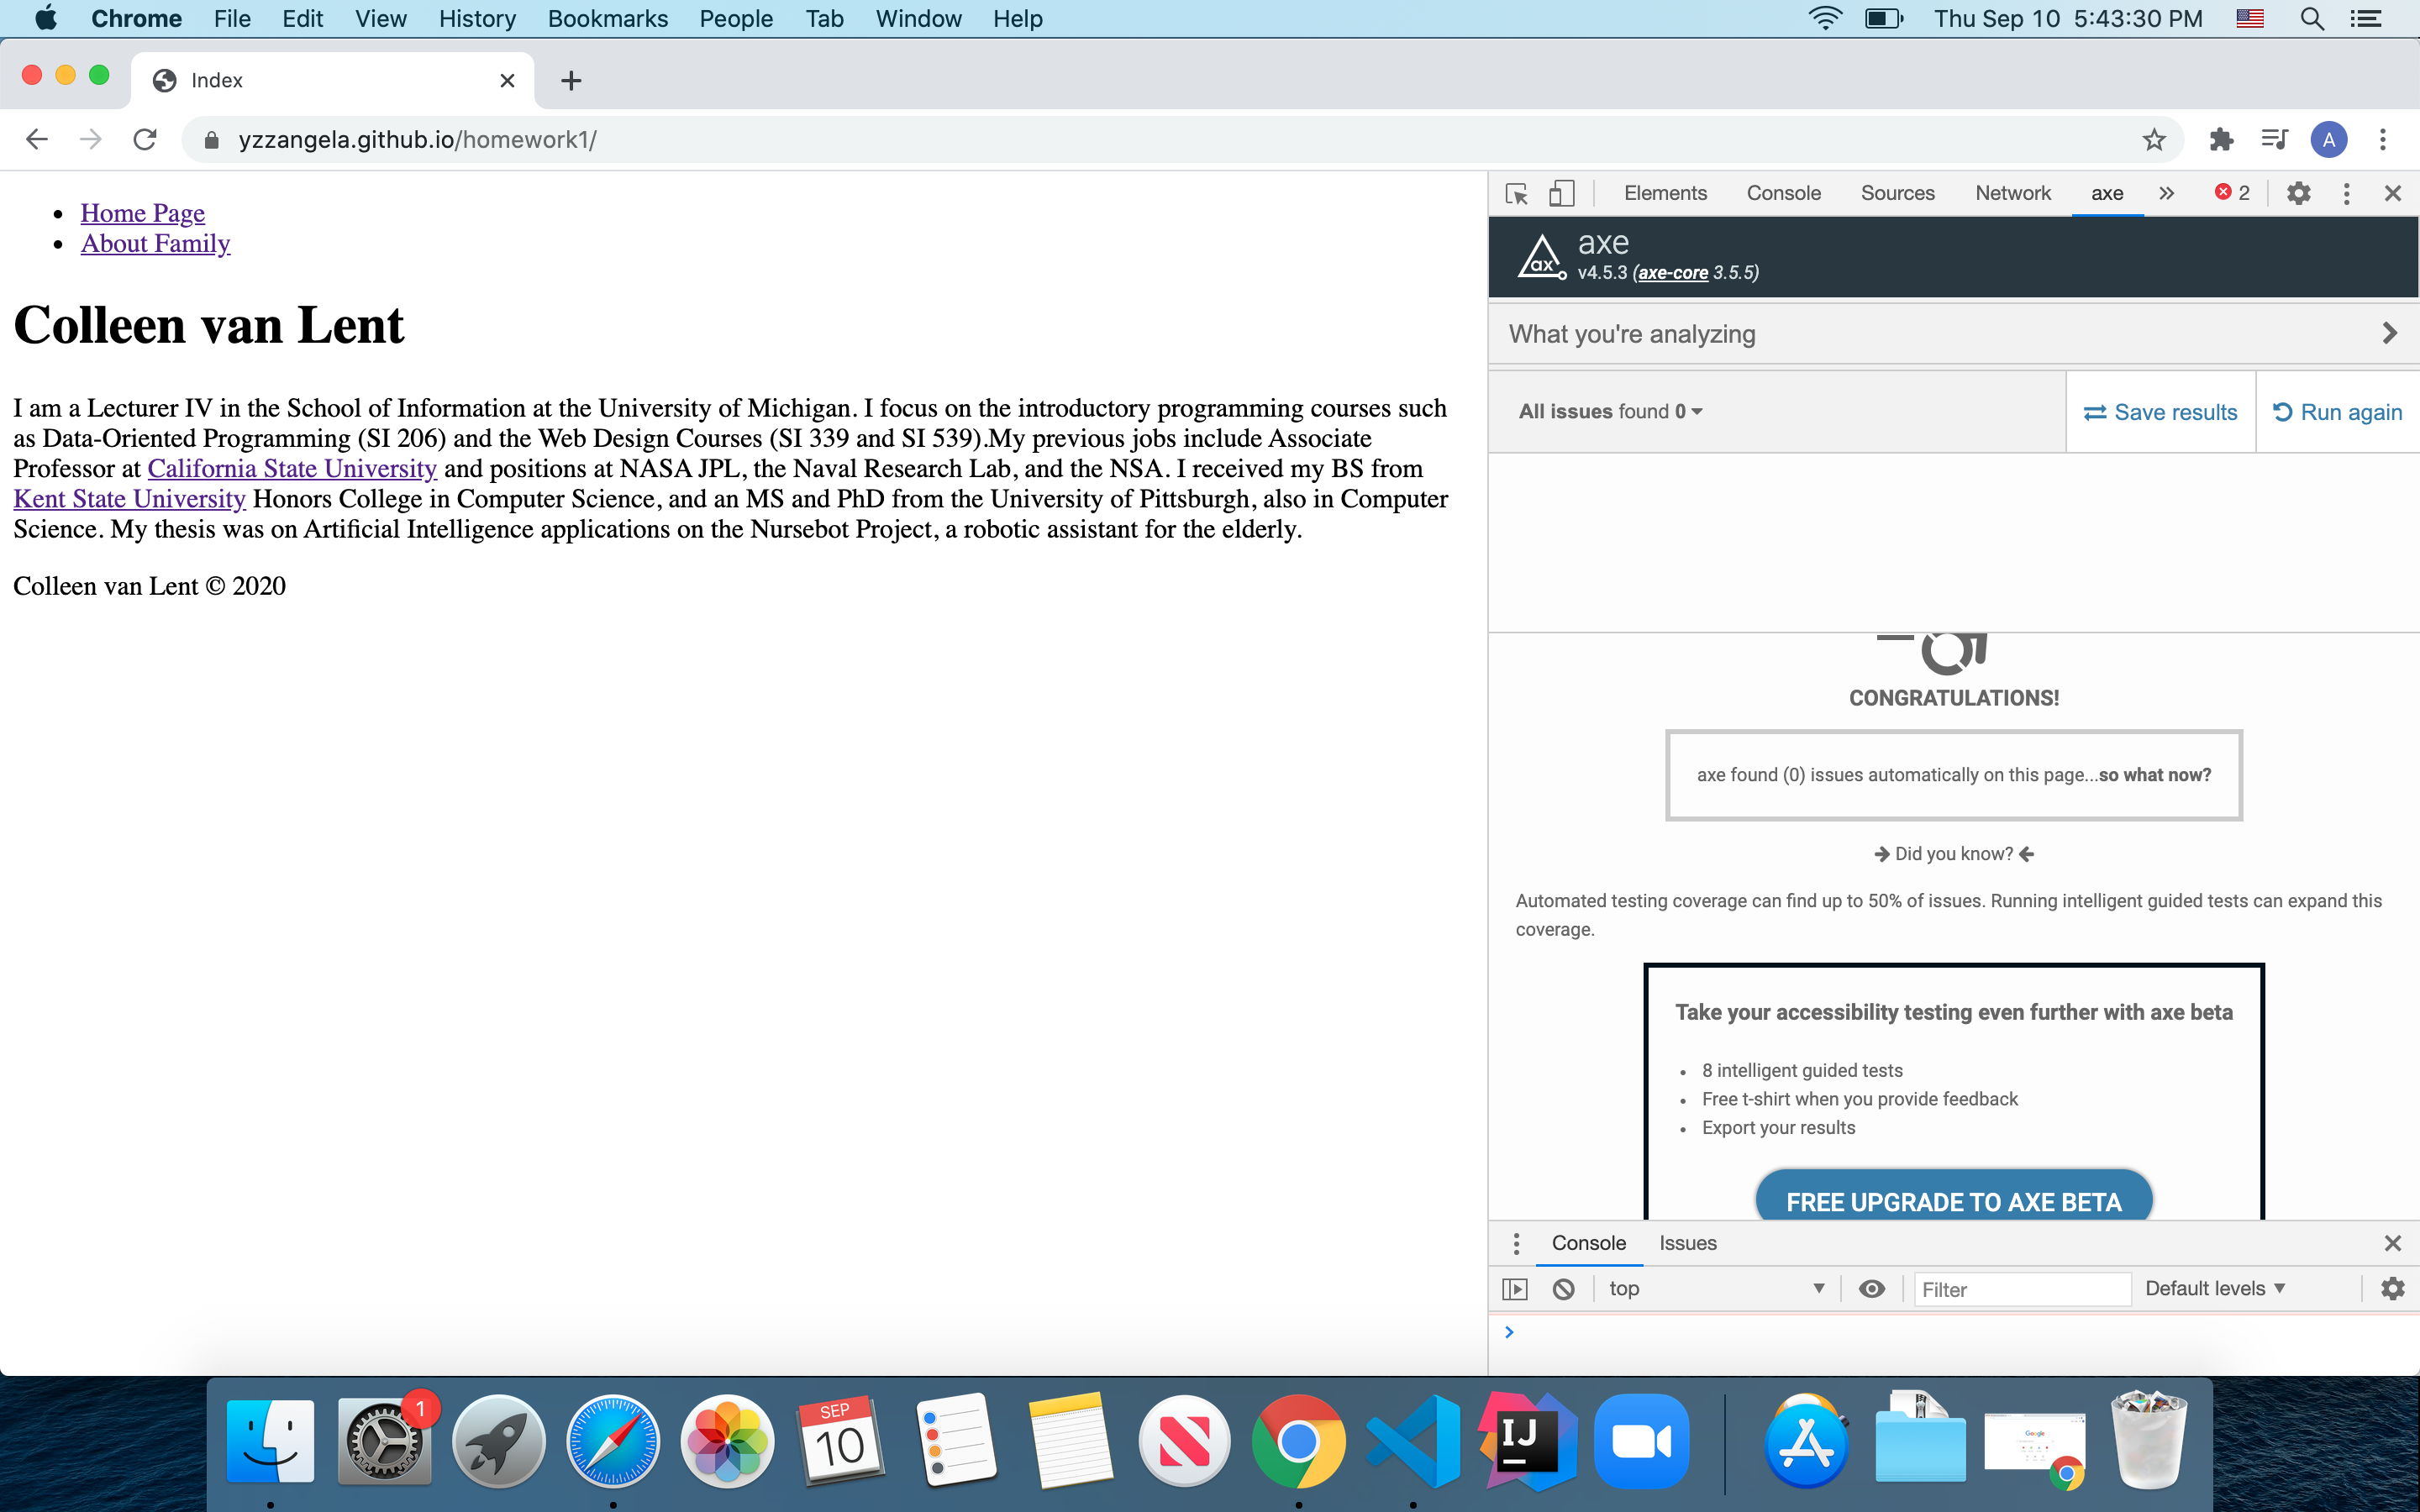 Chrome File Edit View History Bookmarks People Tab Window Help Thu Sep 10 5:43:30 PM
Index
yzzangela.github.io/homework1/ A
Home Page
About Family
Colleen van Lent
I am a Lecturer IV in the School of Information at the University of Michigan. I focus on the introductory programming courses such
as Data-Oriented Programming (SI 206) and the Web Design Courses (SI 339 and SI 539).My previous jobs include Associate
Professor at California State University and positions at NASA JPL, the Naval Research Lab, and the NSA. I received my BS from
Kent State University Honors College in Computer Science, and an MS and PhD from the University of Pittsburgh, also in Computer
Science. My thesis was on Artificial Intelligence applications on the Nursebot Project, a robotic assistant for the elderly.
Colleen van Lent © 2020
Elements Console Sources Network axe » 2
ax
axe
v4.5.3 (axe-core 3.5.5)
What you're analyzing
All issues found 0 Save results Run again
CONGRATULATIONS!
axe found (0) issues automatically on this page...so what now?
Did you know?
Automated testing coverage can find up to 50% of issues. Running intelligent guided tests can expand this
coverage.
Take your accessibility testing even further with axe beta
8 intelligent guided tests
Free t-shirt when you provide feedback
Export your results
FREE UPGRADE TO AXE BETA
Console Issues
top Filter Default levels
1
SEP
10
IJ
Google